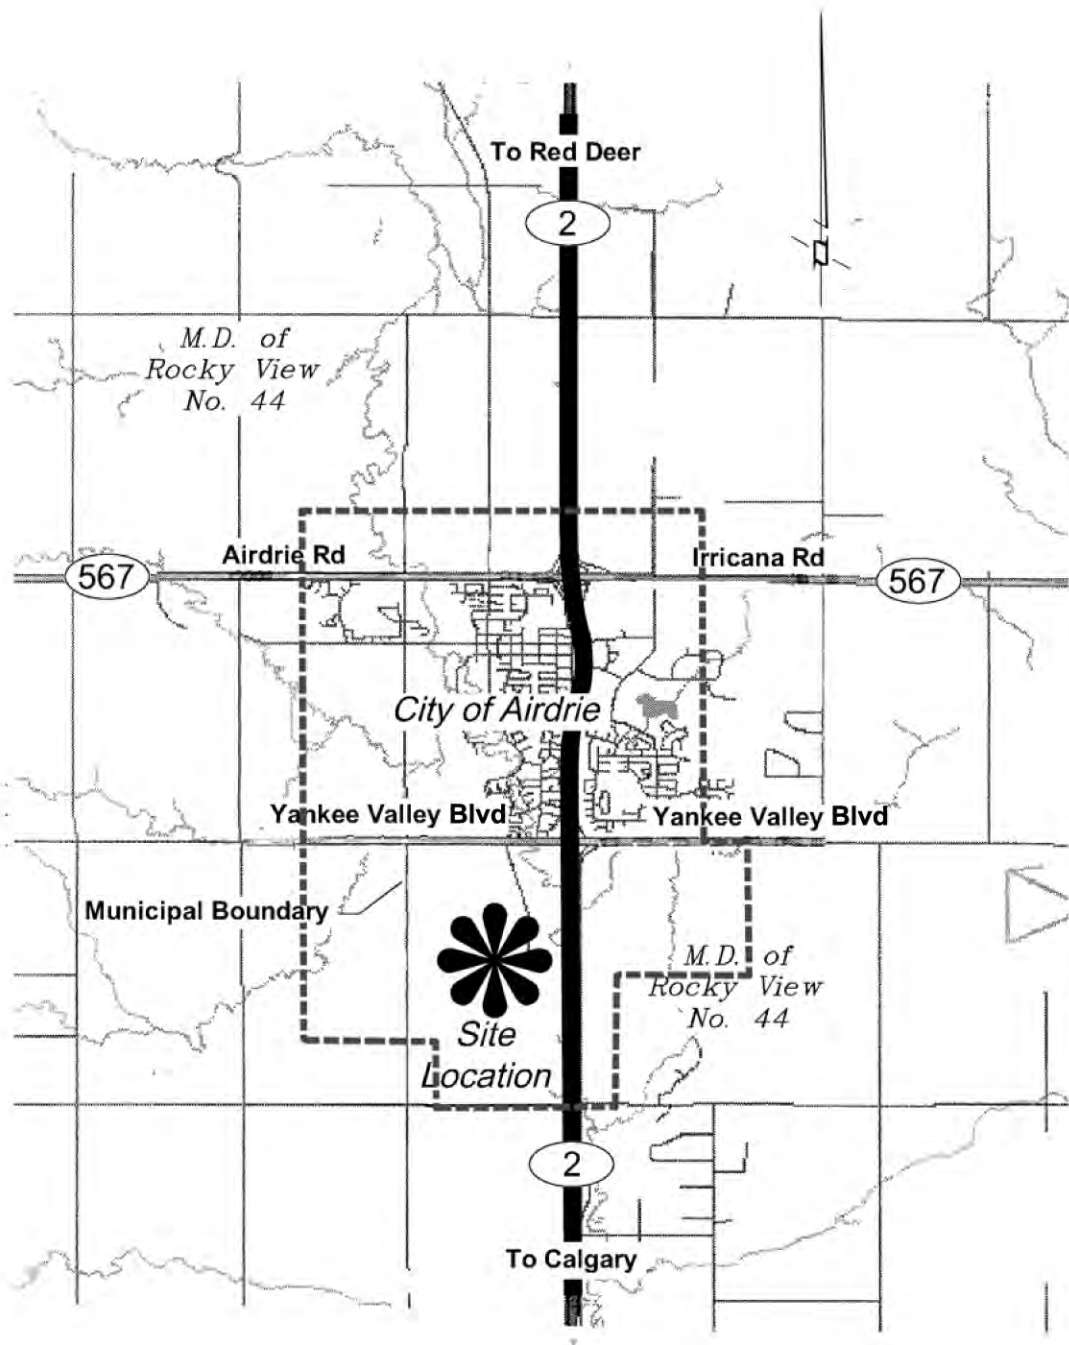 To Red Deer
2
M.D. of
Rocky View
No. 44
Airdrie Rd
Irricana Rd
567
567
City of Airdrie
Yankee Valley Blvd
Yankee Valley Blvd
Municipal Boundary
M.D. of
Rocky View
No. 44
Site
Location
2
To Calgary